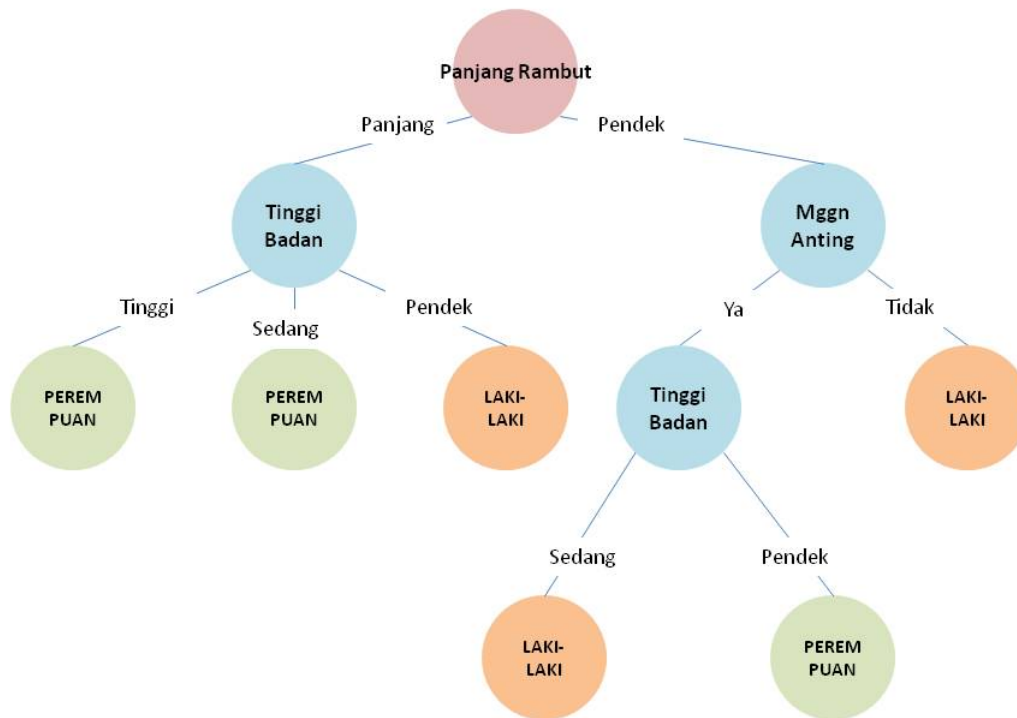 Panjang Rambut
Panjang
Pendek
Tinggi
Badan
Mggn
Anting
Tinggi
Sedang
Pendek
Ya
Tidak
PEREM
PUAN
PEREM
PUAN
LAKI-
LAKI
Tinggi
Badan
LAKI-
LAKI
Sedang
Pendek
LAKI-
LAKI
PEREM
PUAN